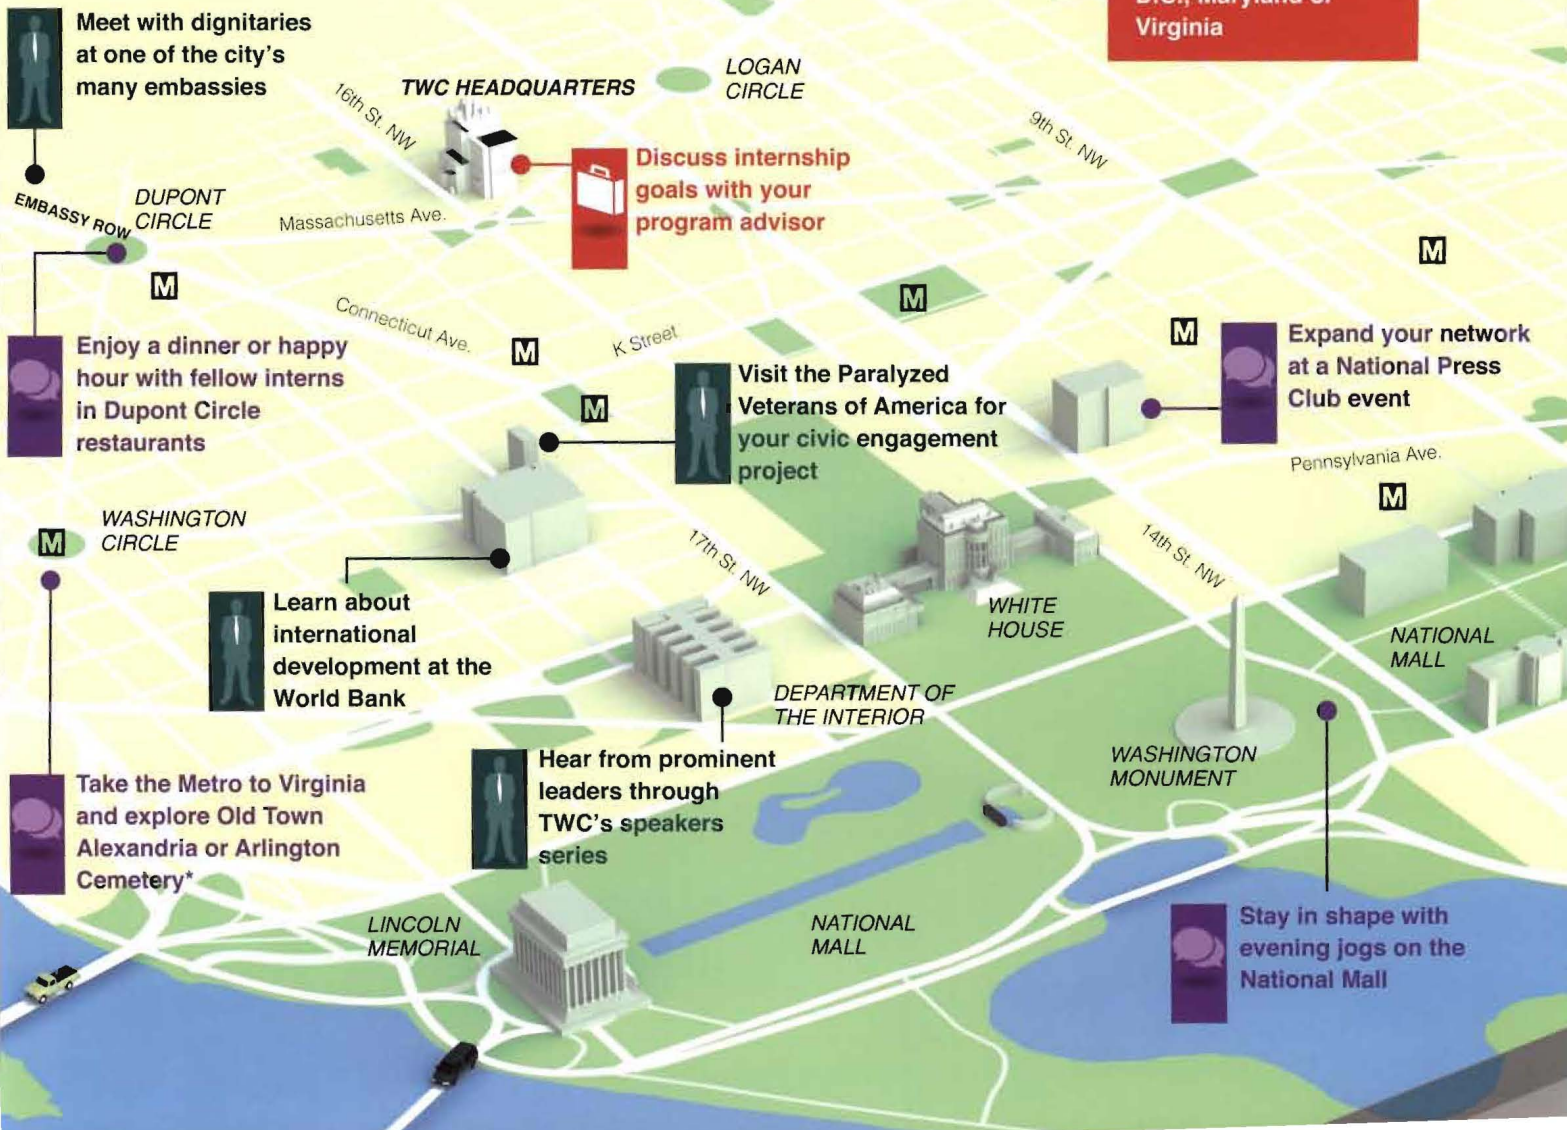 Meet with dignitaries
at one of the city's
many embassies
Virginia
TWC HEADQUARTERS
LOGAN
CIRCLE
16th St. NW
9th St. NW
Discuss internship
goals with your
program advisor
EMBASSY ROW
DUPONT
CIRCLE
Massachusetts Ave.
M
M
M
Connecticut Ave.
M
K Street
M
M
Enjoy a dinner or happy
hour with fellow interns
in Dupont Circle
restaurants
Visit the Paralyzed
Veterans of America for
your civic engagement
project
Expand your network
at a National Press
Club event
Pennsylvania Ave.
M
M
WASHINGTON
CIRCLE
17th St. NW
14th St. NW
Learn about
international
development at the
World Bank
WHITE
HOUSE
NATIONAL
MALL
DEPARTMENT OF
THE INTERIOR
WASHINGTON
MONUMENT
Hear from prominent
leaders through
TWC's speakers
series
Take the Metro to Virginia
and explore Old Town
Alexandria or Arlington
Cemetery*
LINCOLN
MEMORIAL
NATIONAL
MALL
Stay in shape with
evening jogs on the
National Mall